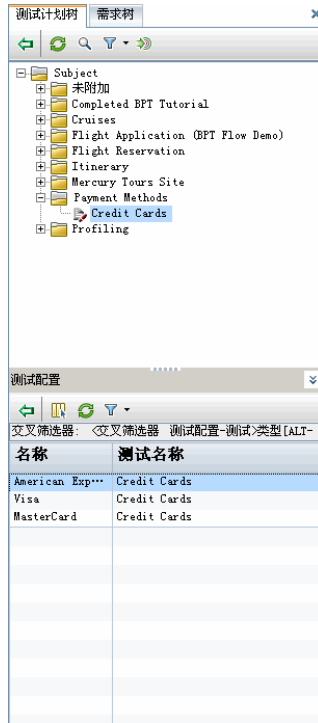 测试计划树 需求树
Subject
未附加
Completed BPT Tutorial
Cruises
Flight Application (BPT Flow Demo)
Flight Reservation
Itinerary
Mercury Tours Site
Payment Methods
Credit Cards
Profiling
测试配置
交叉筛选器: <交叉筛选器 测试配置-测试>类型[ALT-
名称 测试名称
American Exp... Credit Cards
Visa Credit Cards
MasterCard Credit Cards